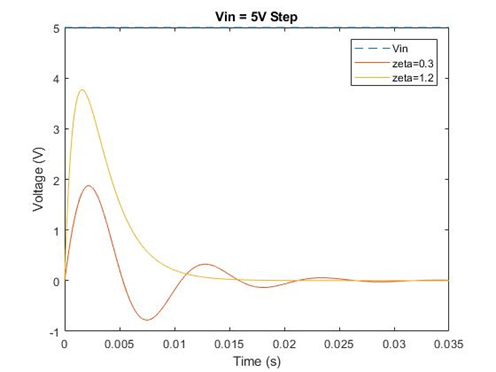 Vin = 5V Step
Vin
zeta=0.3
zeta=1.2
Voltage (V)
5
4
3
2
1
0
-1
0 0.005 0.01 0.015 0.02 0.025 0.03 0.035
Time (s)